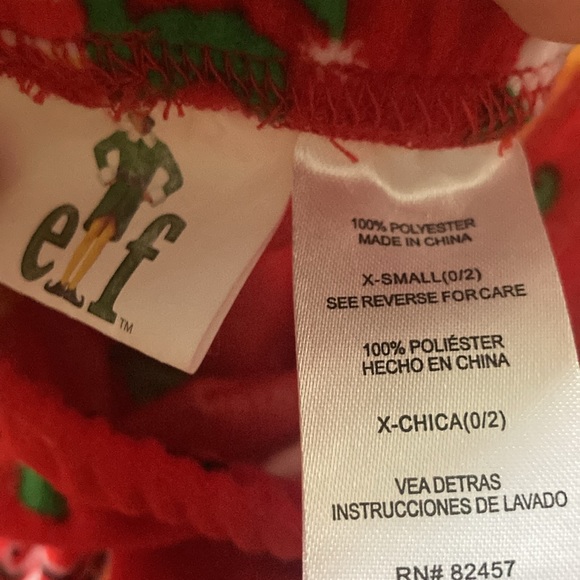 elf
TM
100% POLYESTER
MADE IN CHINA
X-SMALL(0/2)
SEE REVERSE FOR CARE
100% POLIÉSTER
HECHO EN CHINA
X-CHICA(0/2)
VEA DETRAS
INSTRUCCIONES DE LAVADO
RN# 82457